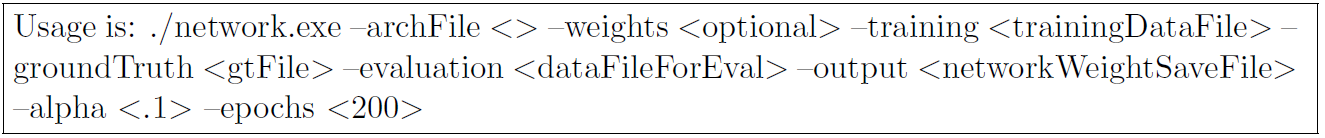 Usage is: ./network.exe –archFile <> –weights <optional> –training <trainingDataFile> –
groundTruth <gtFile> –evaluation <dataFileForEval> –output <networkWeightSaveFile>
–alpha <.1> –epochs <200>